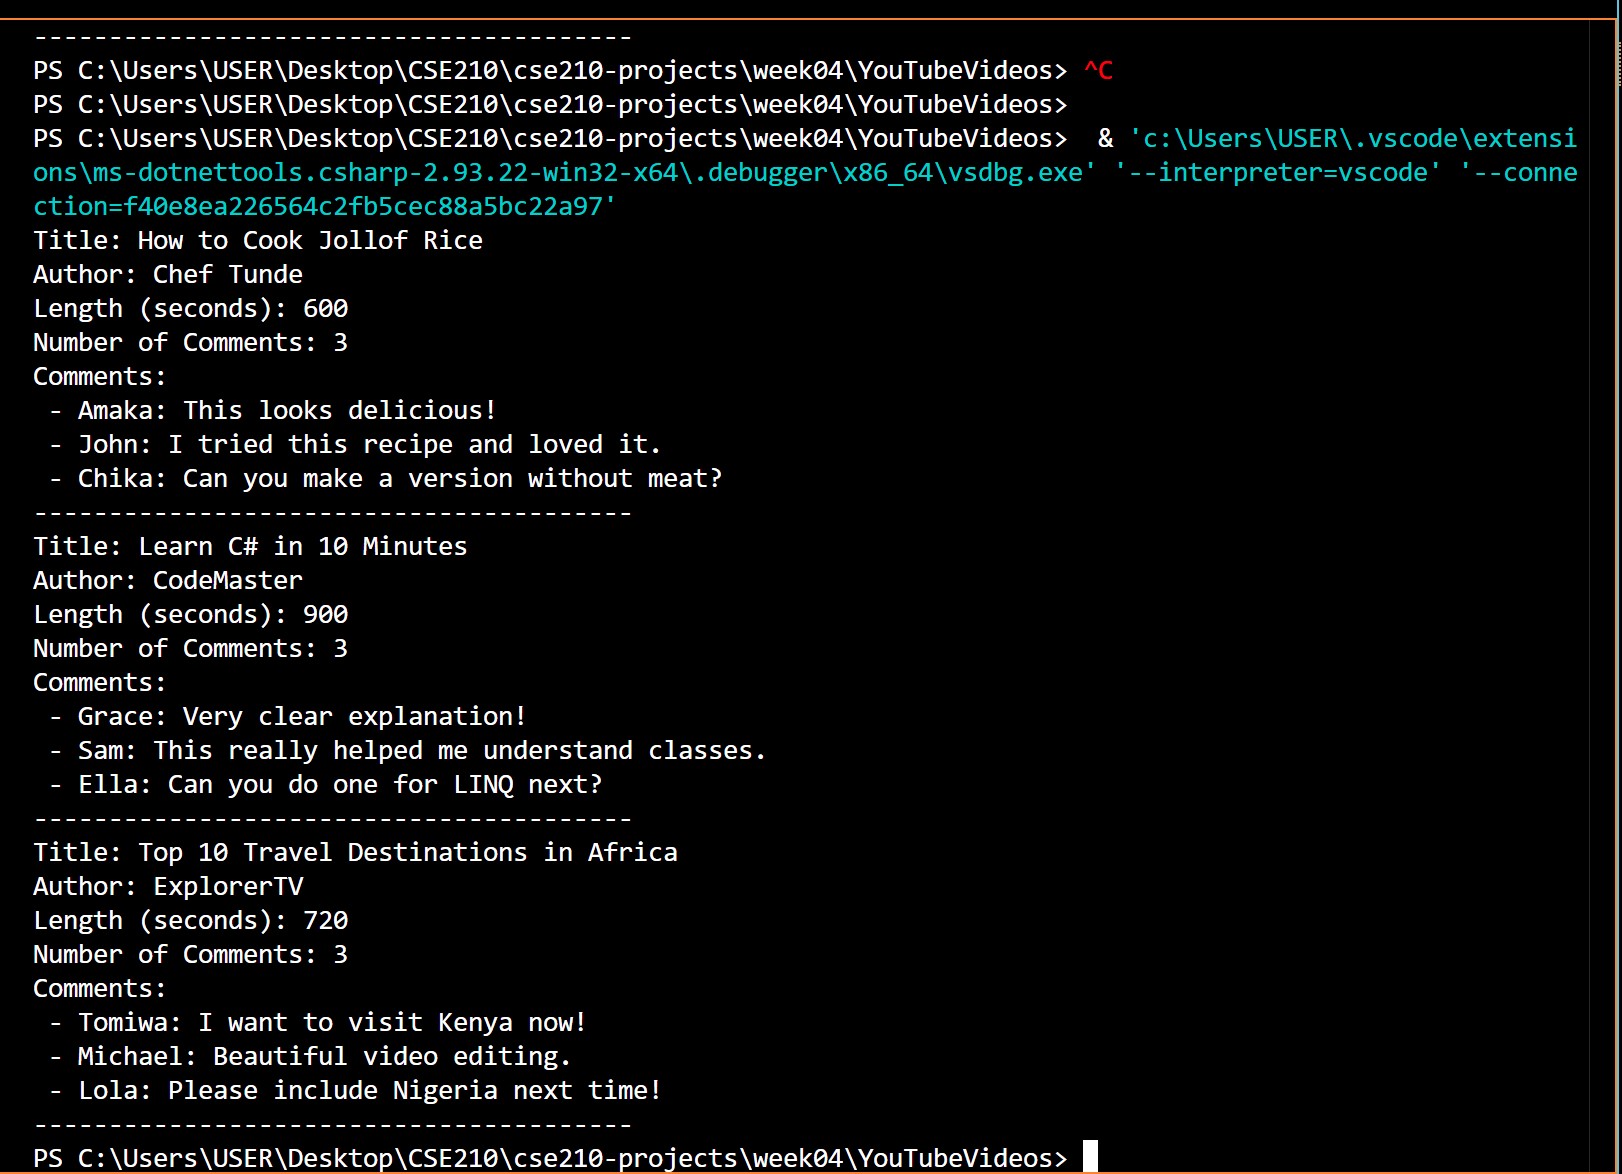 ----------------------------------------
PS C:\Users\USER\Desktop\CSE210\cse210-projects\week04\YouTubeVideos> ^C
PS C:\Users\USER\Desktop\CSE210\cse210-projects\week04\YouTubeVideos>
PS C:\Users\USER\Desktop\CSE210\cse210-projects\week04\YouTubeVideos>  & 'c:\Users\USER\.vscode\extensi
ons\ms-dotnettools.csharp-2.93.22-win32-x64\.debugger\x86_64\vsdbg.exe' '--interpreter=vscode' '--conne
ction=f40e8ea226564c2fb5cec88a5bc22a97'
Title: How to Cook Jollof Rice
Author: Chef Tunde
Length (seconds): 600
Number of Comments: 3
Comments:
 - Amaka: This looks delicious!
 - John: I tried this recipe and loved it.
 - Chika: Can you make a version without meat?
----------------------------------------
Title: Learn C# in 10 Minutes
Author: CodeMaster
Length (seconds): 900
Number of Comments: 3
Comments:
 - Grace: Very clear explanation!
 - Sam: This really helped me understand classes.
 - Ella: Can you do one for LINQ next?
----------------------------------------
Title: Top 10 Travel Destinations in Africa
Author: ExplorerTV
Length (seconds): 720
Number of Comments: 3
Comments:
 - Tomiwa: I want to visit Kenya now!
 - Michael: Beautiful video editing.
 - Lola: Please include Nigeria next time!
----------------------------------------
PS C:\Users\USER\Desktop\CSE210\cse210-projects\week04\YouTubeVideos>